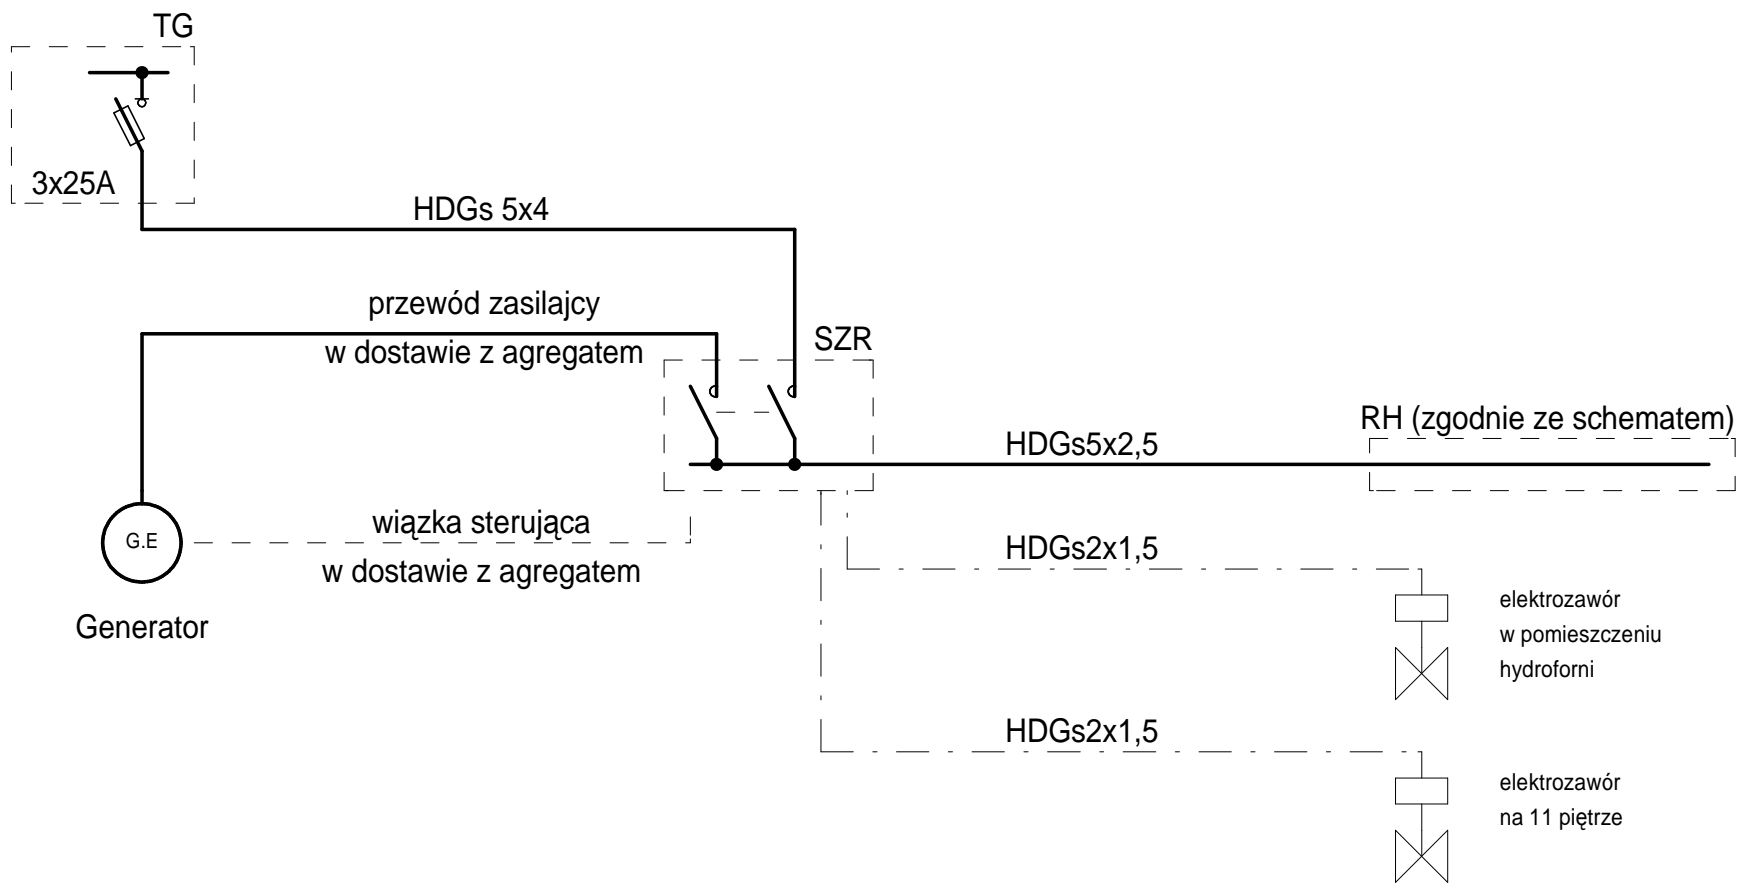 TG
3x25A
HDGs 5x4
przewód zasilajcy
w dostawie z agregatem
SZR
RH (zgodnie ze schematem)
HDGs5x2,5
G.E
wiązka sterująca
w dostawie z agregatem
Generator
HDGs2x1,5
elektrozawór
w pomieszczeniu
hydroforni
HDGs2x1,5
elektrozawór
na 11 piętrze